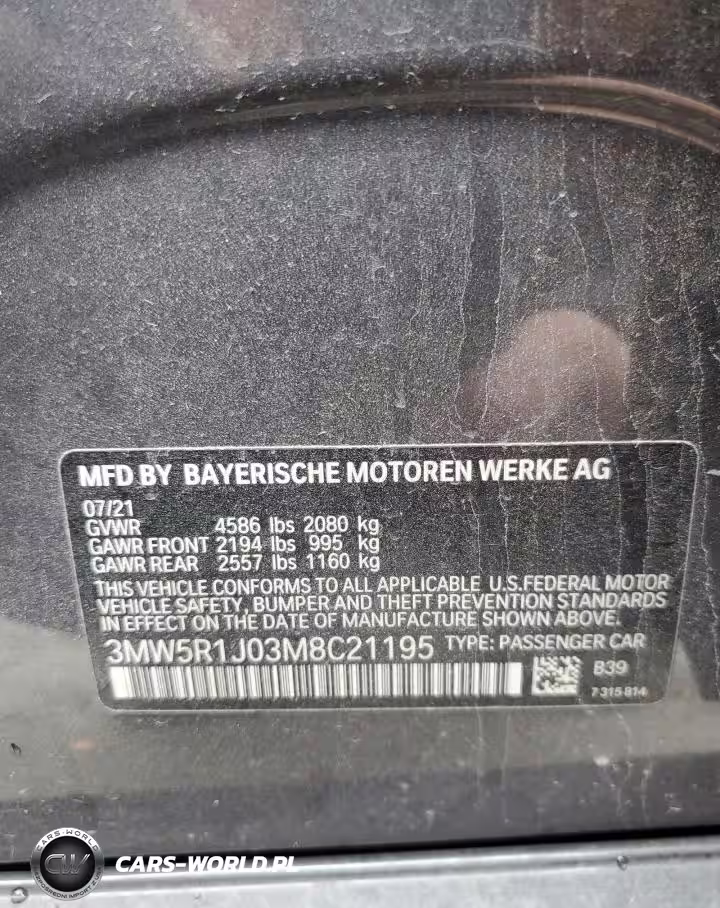 MFD BY BAYERISCHE MOTOREN WERKE AG
07/21
GVWR 4586 lbs 2080 kg
GAWR FRONT 2194 lbs 995 kg
GAWR REAR 2557 lbs 1160 kg
THIS VEHICLE CONFORMS TO ALL APPLICABLE U.S.FEDERAL MOTOR
VEHICLE SAFETY, BUMPER AND THEFT PREVENTION STANDARDS
IN EFFECT ON THE DATE OF MANUFACTURE SHOWN ABOVE.
3MW5R1J03M8C21195 TYPE: PASSENGER CAR
B39
7 315 814
CARS-WORLD
CW
CARS-WORLD.PL